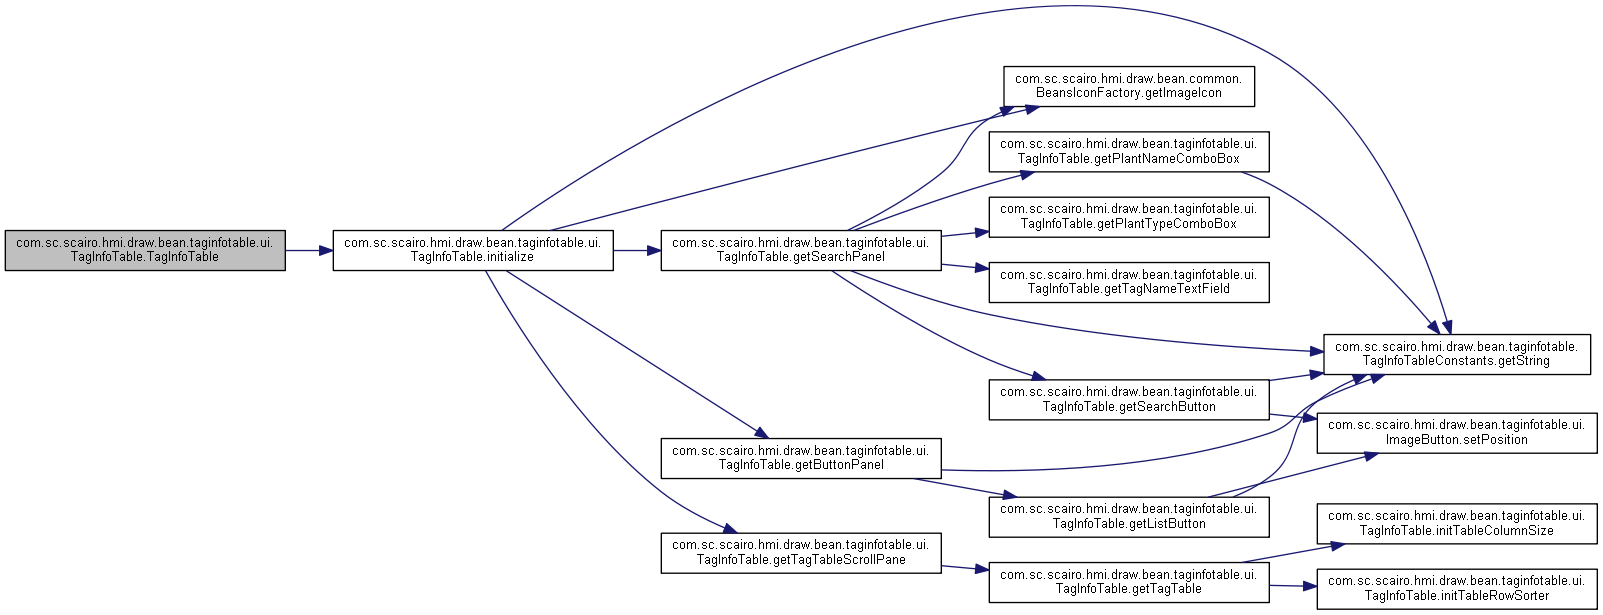 com.sc.scairo.hmi.draw.bean.taginfotable.ui.
TagInfoTable.TagInfoTable
com.sc.scairo.hmi.draw.bean.taginfotable.ui.
TagInfoTable.initialize
com.sc.scairo.hmi.draw.bean.taginfotable.ui.
TagInfoTable.getSearchPanel
com.sc.scairo.hmi.draw.bean.taginfotable.ui.
TagInfoTable.getButtonPanel
com.sc.scairo.hmi.draw.bean.taginfotable.ui.
TagInfoTable.getTagTableScrollPane
com.sc.scairo.hmi.draw.bean.common.
BeansIconFactory.getImageIcon
com.sc.scairo.hmi.draw.bean.taginfotable.ui.
TagInfoTable.getPlantNameComboBox
com.sc.scairo.hmi.draw.bean.taginfotable.ui.
TagInfoTable.getPlantTypeComboBox
com.sc.scairo.hmi.draw.bean.taginfotable.ui.
TagInfoTable.getTagNameTextField
com.sc.scairo.hmi.draw.bean.taginfotable.ui.
TagInfoTable.getSearchButton
com.sc.scairo.hmi.draw.bean.taginfotable.ui.
TagInfoTable.getListButton
com.sc.scairo.hmi.draw.bean.taginfotable.ui.
TagInfoTable.getTagTable
com.sc.scairo.hmi.draw.bean.taginfotable.
TagInfoTableConstants.getString
com.sc.scairo.hmi.draw.bean.taginfotable.ui.
ImageButton.setPosition
com.sc.scairo.hmi.draw.bean.taginfotable.ui.
TagInfoTable.initTableColumnSize
com.sc.scairo.hmi.draw.bean.taginfotable.ui.
TagInfoTable.initTableRowSorter